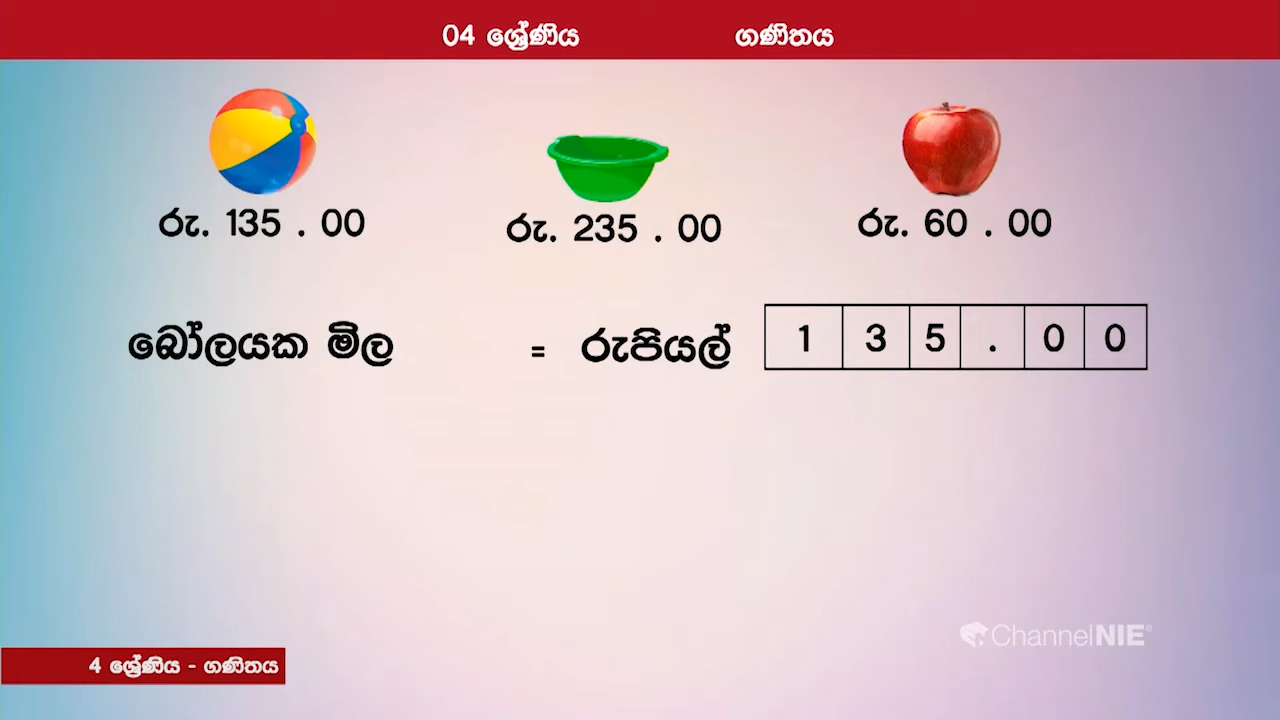 04 ශ්‍රේණිය ගණිතය
රු. 135 . 00 රු. 235 . 00 රු. 60 . 00
බෝලයක මිල = රුපියල් 1 3 5 . 0 0
ChannelNIE®
4 ශ්‍රේණිය - ගණිතය